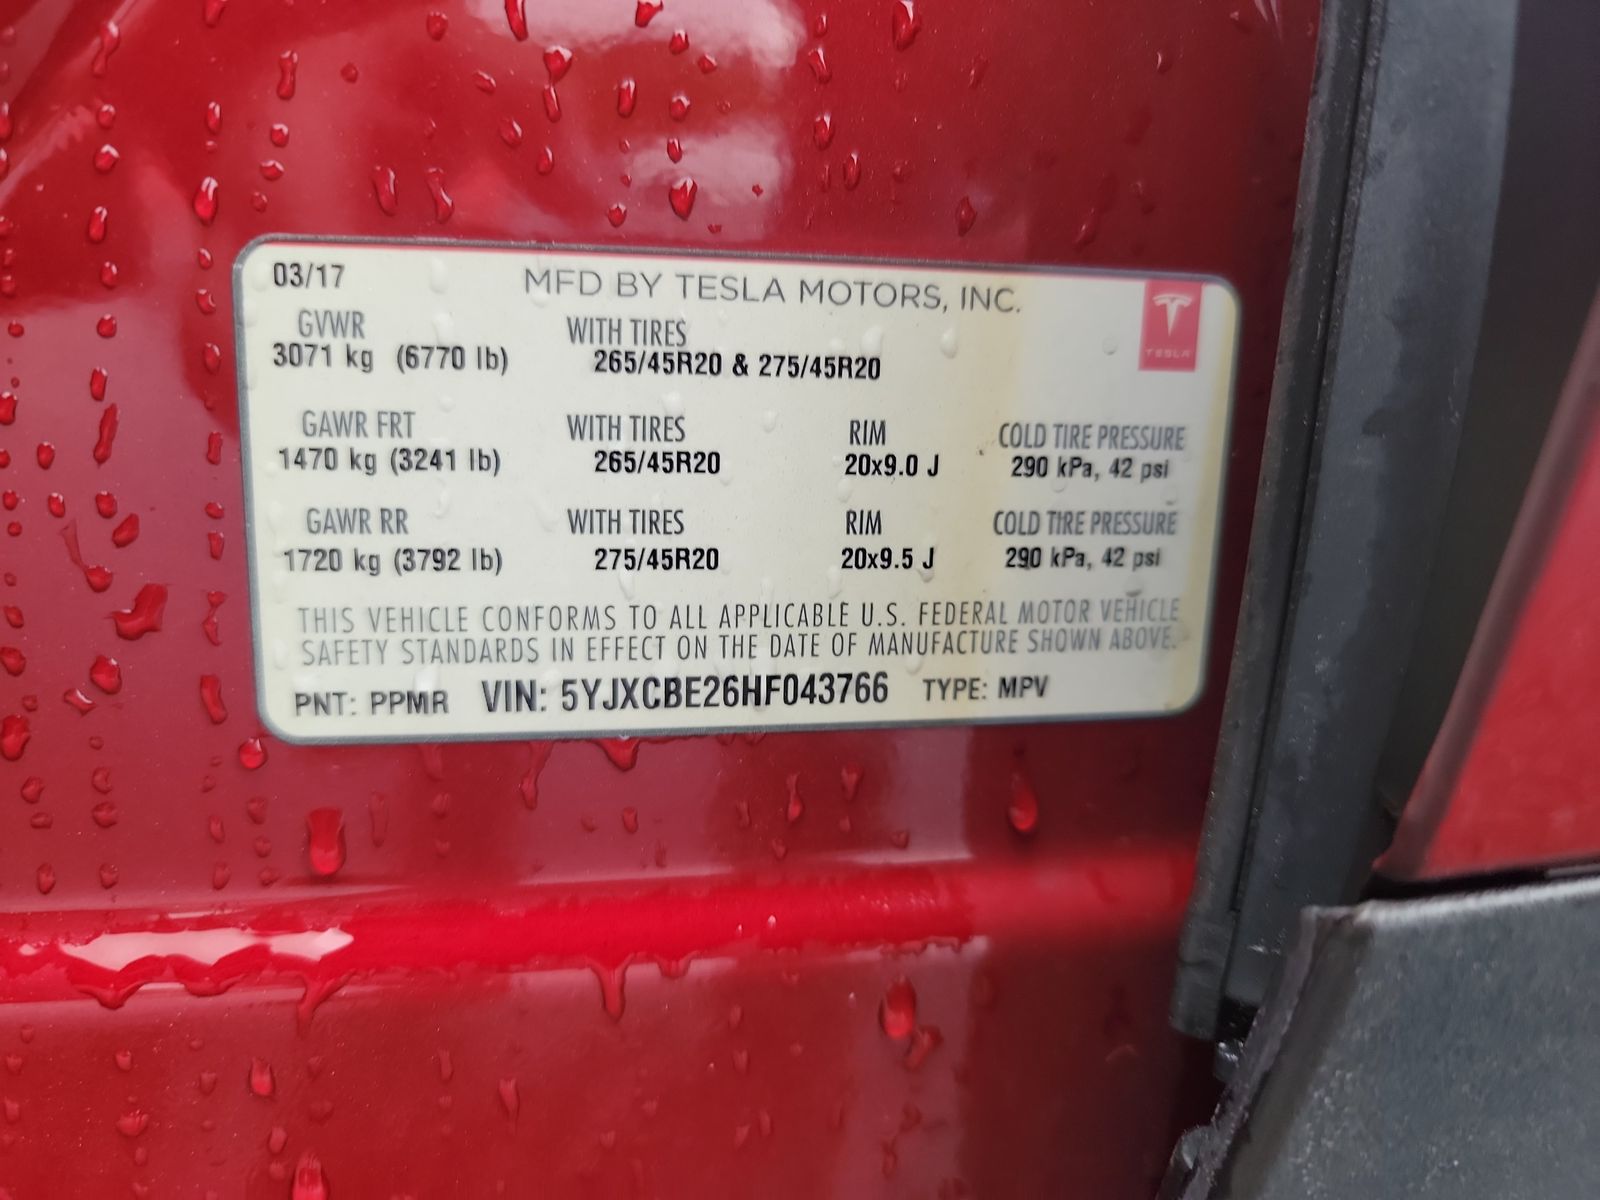 03/17 MFD BY TESLA MOTORS, INC.
TESLA
GVWR WITH TIRES
3071 kg (6770 lb) 265/45R20 & 275/45R20
GAWR FRT WITH TIRES RIM COLD TIRE PRESSURE
1470 kg (3241 lb) 265/45R20 20x9.0 J 290 kPa, 42 psi
GAWR RR WITH TIRES RIM COLD TIRE PRESSURE
1720 kg (3792 lb) 275/45R20 20x9.5 J 290 kPa, 42 psi
THIS VEHICLE CONFORMS TO ALL APPLICABLE U.S. FEDERAL MOTOR VEHICLE
SAFETY STANDARDS IN EFFECT ON THE DATE OF MANUFACTURE SHOWN ABOVE.
PNT: PPMR VIN: 5YJXCBE26HF043766 TYPE: MPV